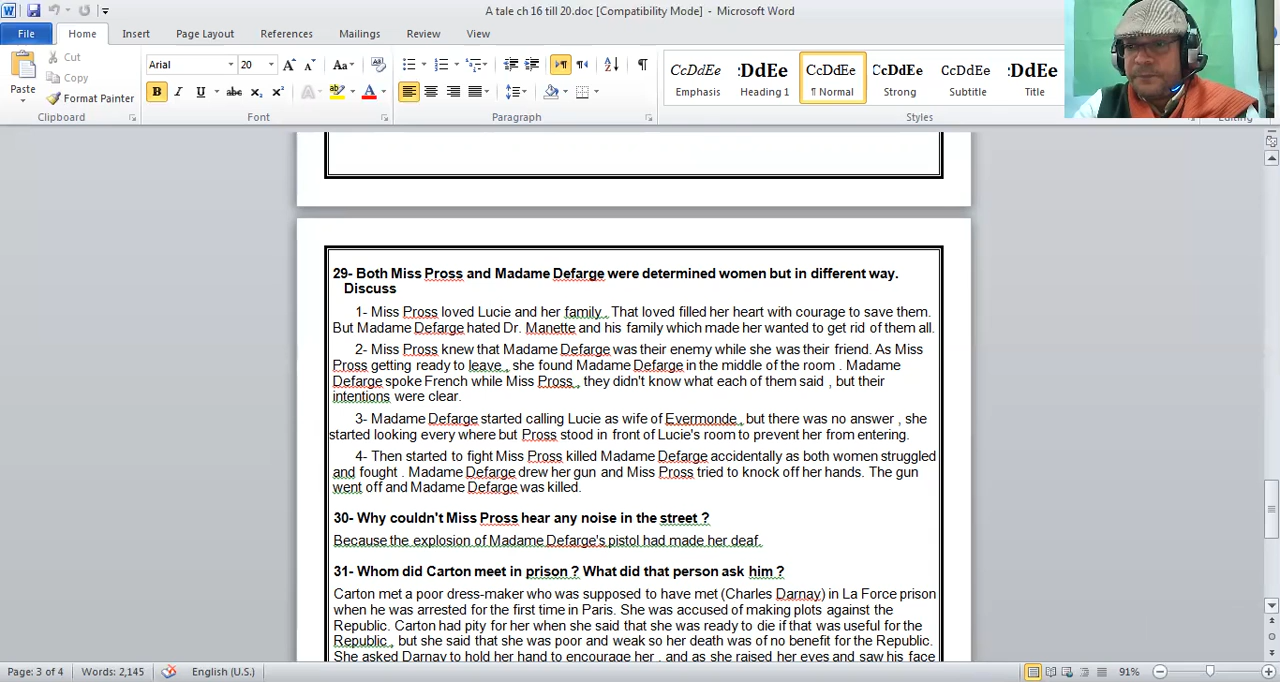 A tale ch 16 till 20.doc [Compatibility Mode] - Microsoft Word
File Home Insert Page Layout References Mailings Review View
Cut
Copy
Format Painter
Paste
Arial 20
CcDdEe :DdEe CcDdEe CcDdEe CcDdEe :DdEe
Emphasis Heading 1 ¶ Normal Strong Subtitle Title
Clipboard Font Paragraph Styles Editing
29- Both Miss Pross and Madame Defarge were determined women but in different way.
Discuss
1- Miss Pross loved Lucie and her family . That loved filled her heart with courage to save them.
But Madame Defarge hated Dr. Manette and his family which made her wanted to get rid of them all.
2- Miss Pross knew that Madame Defarge was their enemy while she was their friend. As Miss
Pross getting ready to leave , she found Madame Defarge in the middle of the room . Madame
Defarge spoke French while Miss Pross , they didn't know what each of them said , but their
intentions were clear.
3- Madame Defarge started calling Lucie as wife of Evermonde , but there was no answer , she
started looking every where but Pross stood in front of Lucie's room to prevent her from entering.
4- Then started to fight Miss Pross killed Madame Defarge accidentally as both women struggled
and fought . Madame Defarge drew her gun and Miss Pross tried to knock off her hands. The gun
went off and Madame Defarge was killed.
30- Why couldn't Miss Pross hear any noise in the street ?
Because the explosion of Madame Defarge's pistol had made her deaf.
31- Whom did Carton meet in prison ? What did that person ask him ?
Carton met a poor dress-maker who was supposed to have met (Charles Darnay) in La Force prison
when he was arrested for the first time in Paris. She was accused of making plots against the
Republic. Carton had pity for her when she said that she was ready to die if that was useful for the
Republic , but she said that she was poor and weak so her death was of no benefit for the Republic.
She asked Darnay to hold her hand to encourage her , and as she raised her eyes and saw his face
Page: 3 of 4 Words: 2,145 English (U.S.) 91%